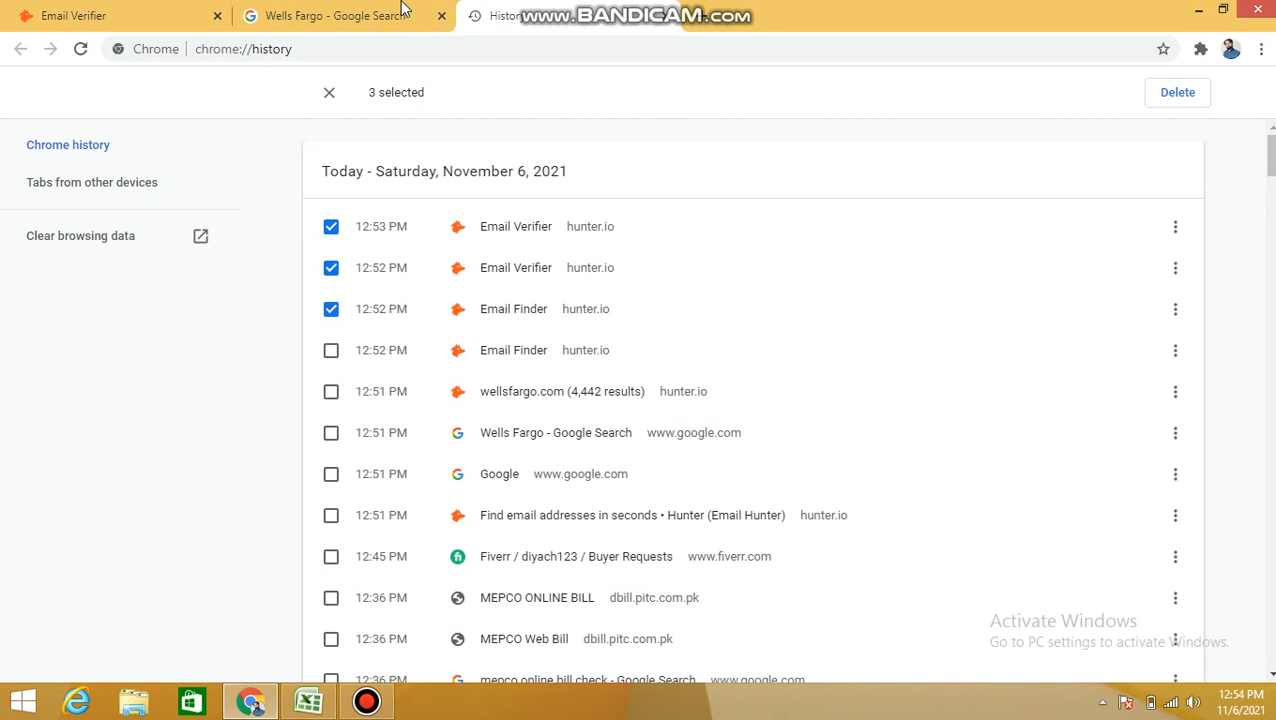 Email Verifier
Wells Fargo - Google Search
www.BANDICAM.com
Chrome
chrome://history
3 selected
Delete
Chrome history
Tabs from other devices
Clear browsing data
Today - Saturday, November 6, 2021
12:53 PM Email Verifier hunter.io
12:52 PM Email Verifier hunter.io
12:52 PM Email Finder hunter.io
12:52 PM Email Finder hunter.io
12:51 PM wellsfargo.com (4,442 results) hunter.io
12:51 PM Wells Fargo - Google Search www.google.com
12:51 PM Google www.google.com
12:51 PM Find email addresses in seconds • Hunter (Email Hunter) hunter.io
12:45 PM Fiverr / diyach123 / Buyer Requests www.fiverr.com
12:36 PM MEPCO ONLINE BILL dbill.pitc.com.pk
12:36 PM MEPCO Web Bill dbill.pitc.com.pk
12:36 PM mepco online bill check - Google Search www.google.com
Activate Windows
Go to PC settings to activate Windows.
12:54 PM
11/6/2021